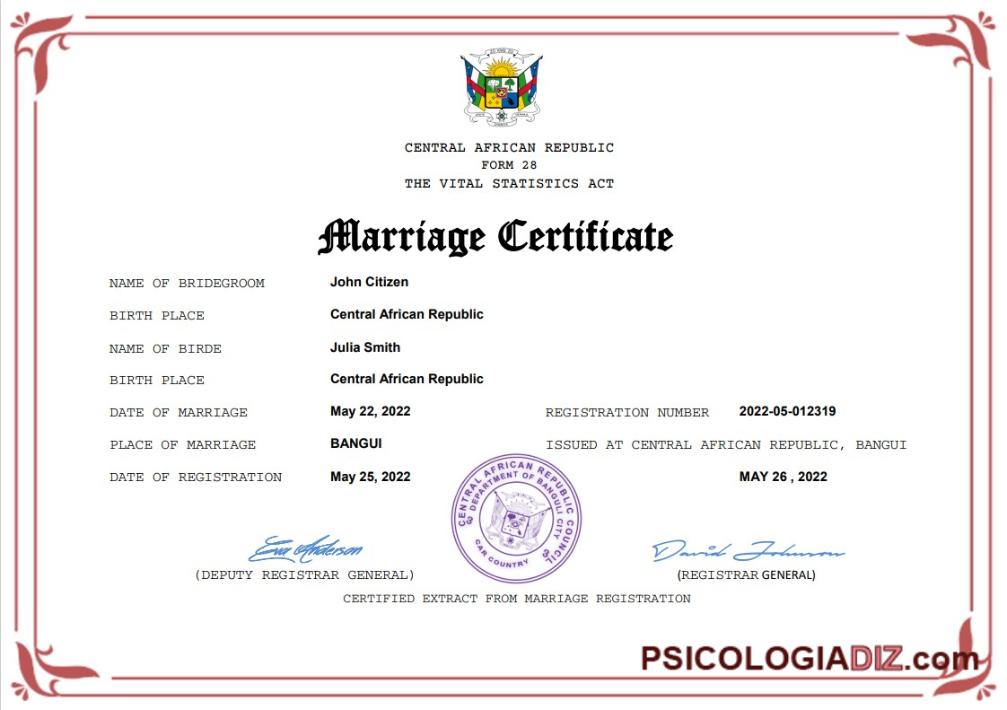 CENTRAL AFRICAN REPUBLIC
FORM 28
THE VITAL STATISTICS ACT
Marriage Certificate
NAME OF BRIDEGROOM John Citizen
BIRTH PLACE Central African Republic
NAME OF BIRDE Julia Smith
BIRTH PLACE Central African Republic
DATE OF MARRIAGE May 22, 2022 REGISTRATION NUMBER 2022-05-012319
PLACE OF MARRIAGE BANGUI ISSUED AT CENTRAL AFRICAN REPUBLIC, BANGUI
DATE OF REGISTRATION May 25, 2022 MAY 26 , 2022
CENTRAL AFRICAN REPUBLIC COUNCIL
DEPARTMENT OF BANGULI CITY
CAR COUNTRY
Eva Anderson David Johnson
(DEPUTY REGISTRAR GENERAL) (REGISTRAR GENERAL)
CERTIFIED EXTRACT FROM MARRIAGE REGISTRATION
PSICOLOGIADIZ.com